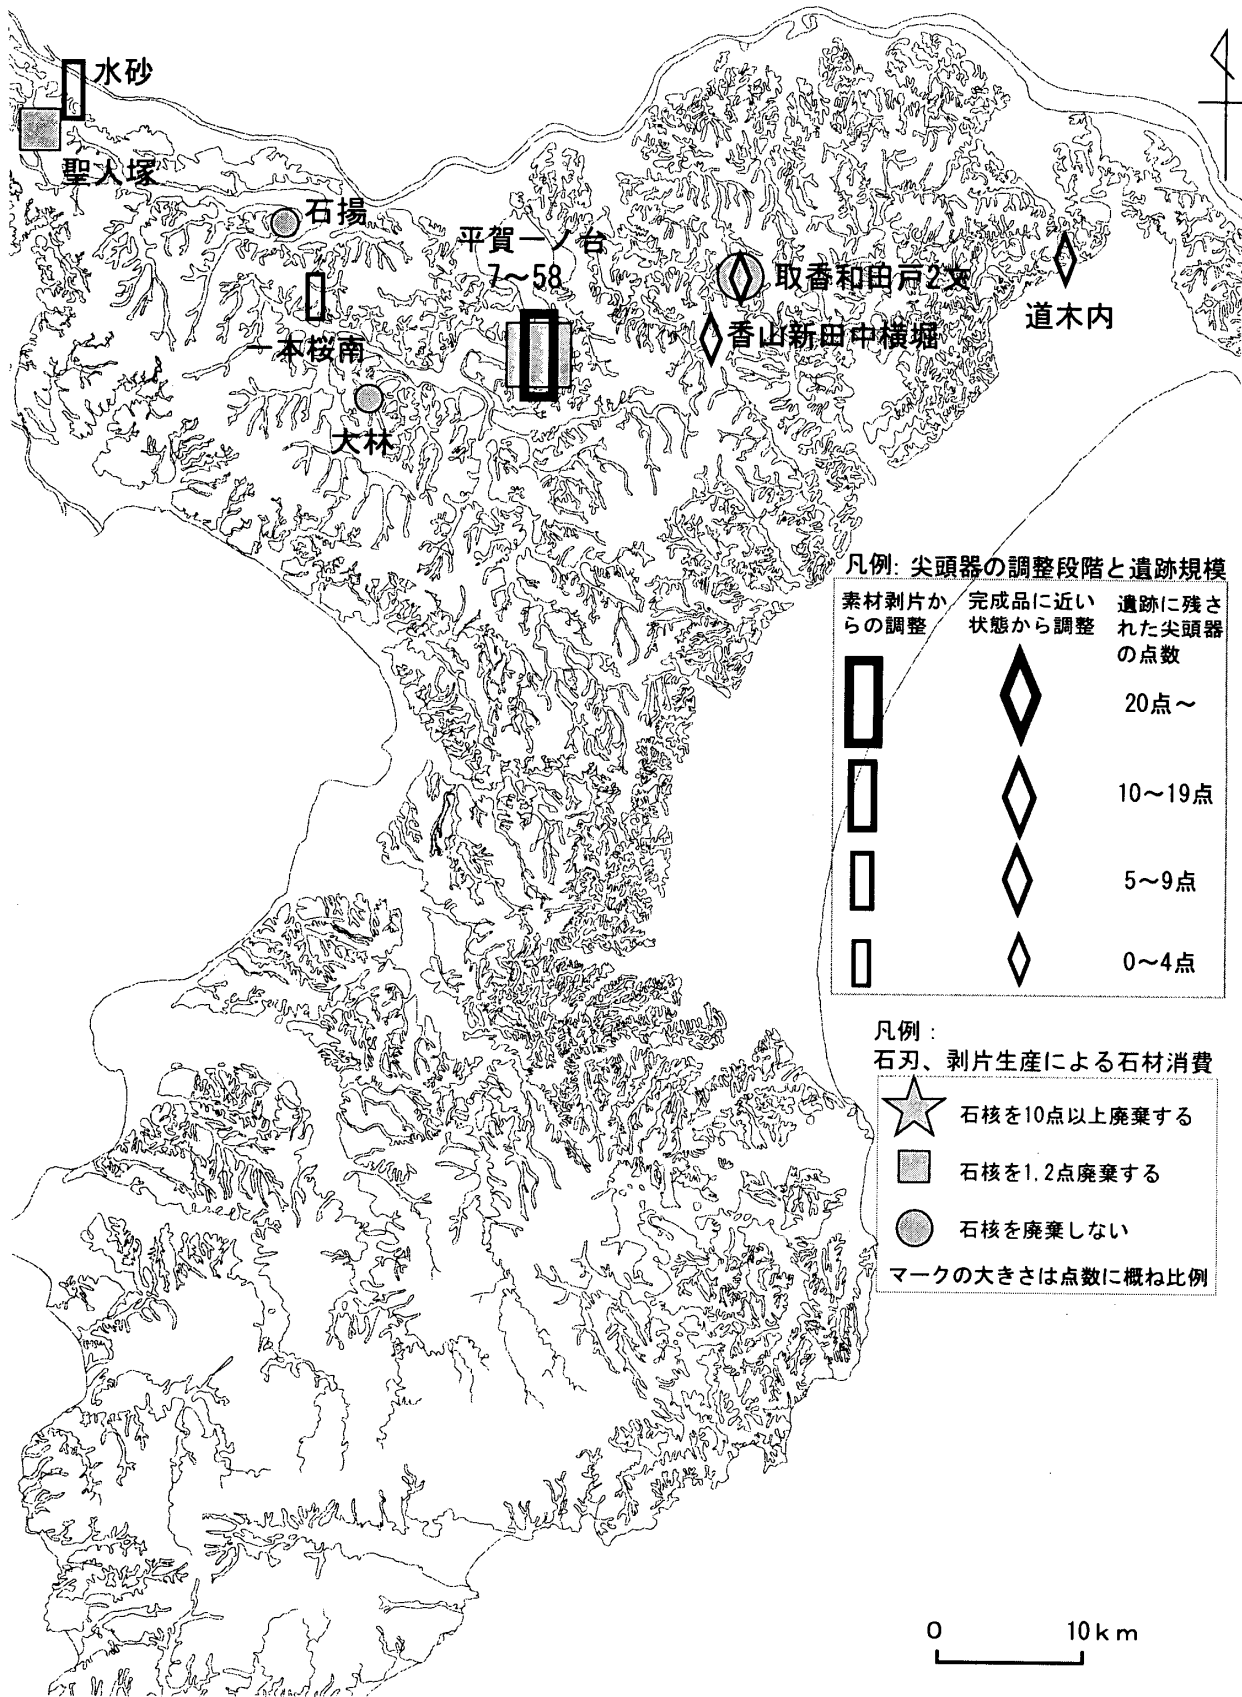 水砂
聖人塚
石揚
平賀一ノ台
7～58
取香和田戸2文
香山新田中横堀
道木内
一本桜南
大林
凡例: 尖頭器の調整段階と遺跡規模
素材剥片か
らの調整
完成品に近い
状態から調整
遺跡に残さ
れた尖頭器
の点数
20点～
10～19点
5～9点
0～4点
凡例:
石刃、剥片生産による石材消費
石核を10点以上廃棄する
石核を1,2点廃棄する
石核を廃棄しない
マークの大きさは点数に概ね比例
0 10km